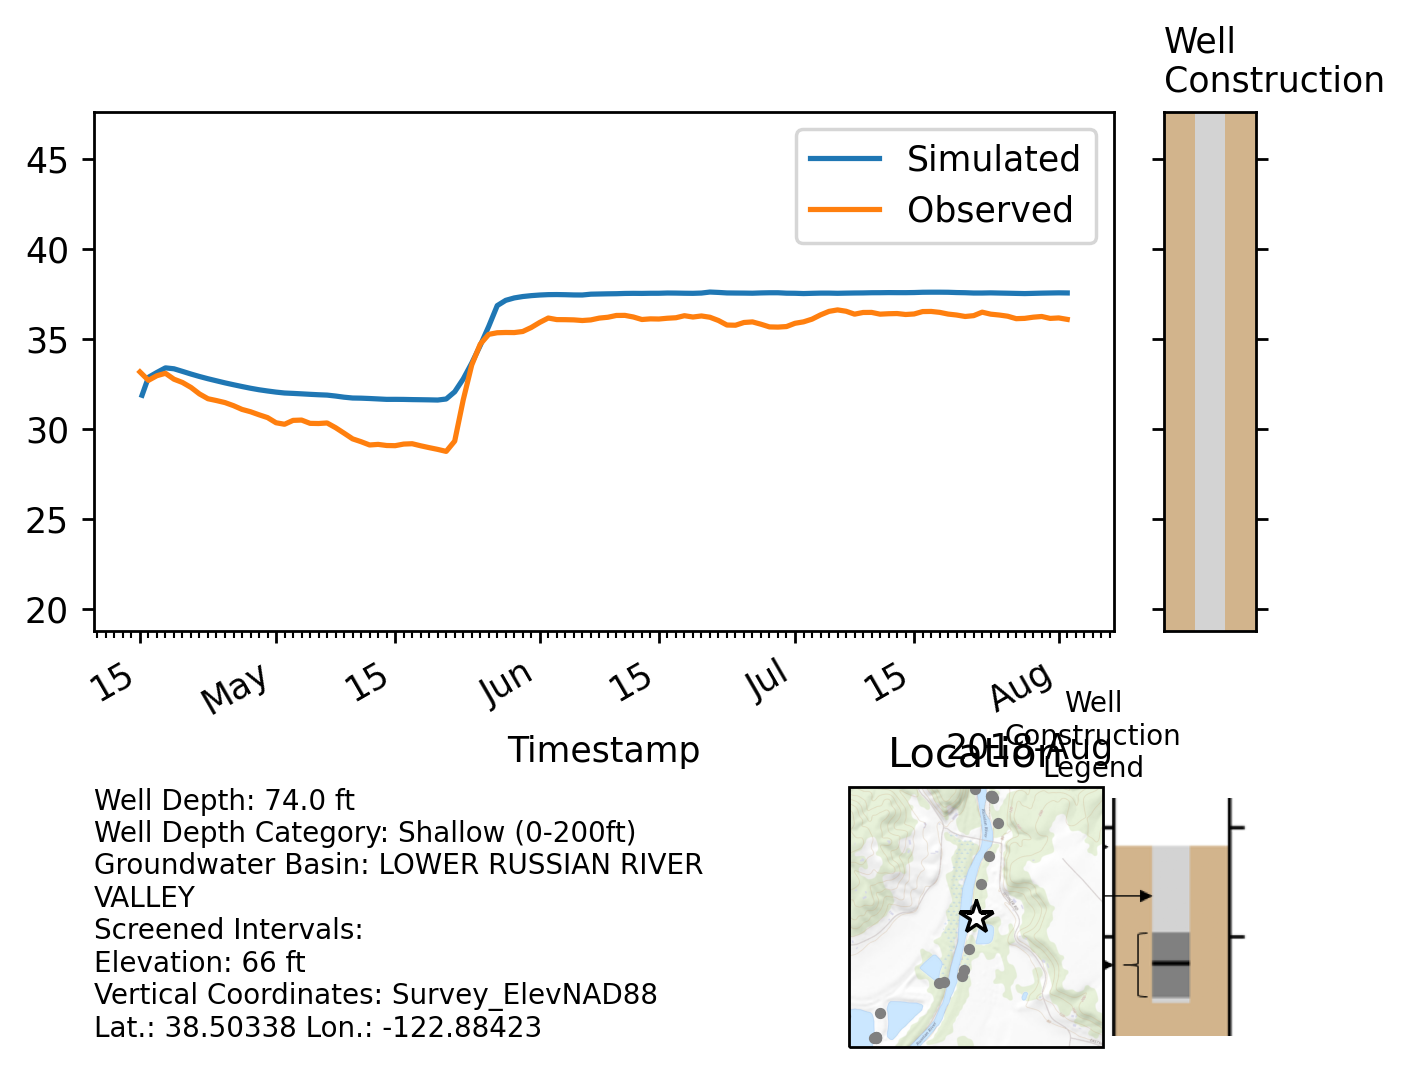 Well
Construction
45
40
35
30
25
20
Simulated
Observed
15
May
15
Jun
15
Jul
15
Aug
Timestamp
2018-Aug
Location
Well
Construction
Legend
Well Depth: 74.0 ft
Well Depth Category: Shallow (0-200ft)
Groundwater Basin: LOWER RUSSIAN RIVER
VALLEY
Screened Intervals:
Elevation: 66 ft
Vertical Coordinates: Survey_ElevNAD88
Lat.: 38.50338 Lon.: -122.88423